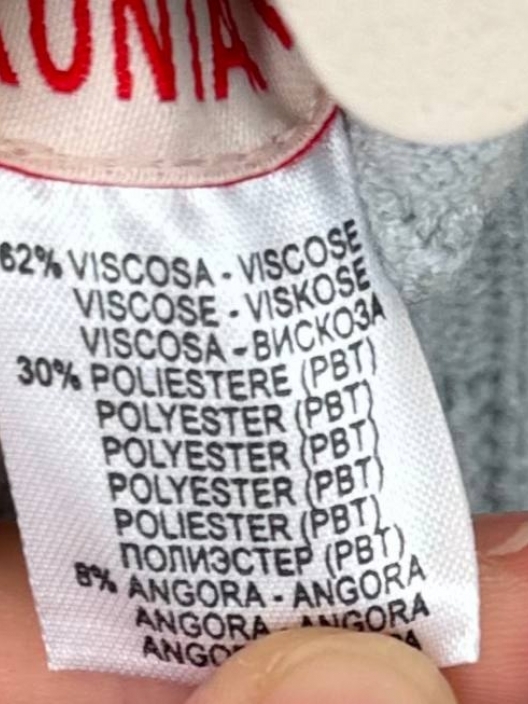 62% VISCOSA - VISCOSE
VISCOSE - VISKOSE
VISCOSA - ВИСКОЗА
30% POLIESTERE (PBT)
POLYESTER (PBT)
POLYESTER (PBT)
POLYESTER (PBT)
POLIESTER (PBT)
ПОЛИЭСТЕР (PBT)
8% ANGORA - ANGORA
ANGORA - ANGORA